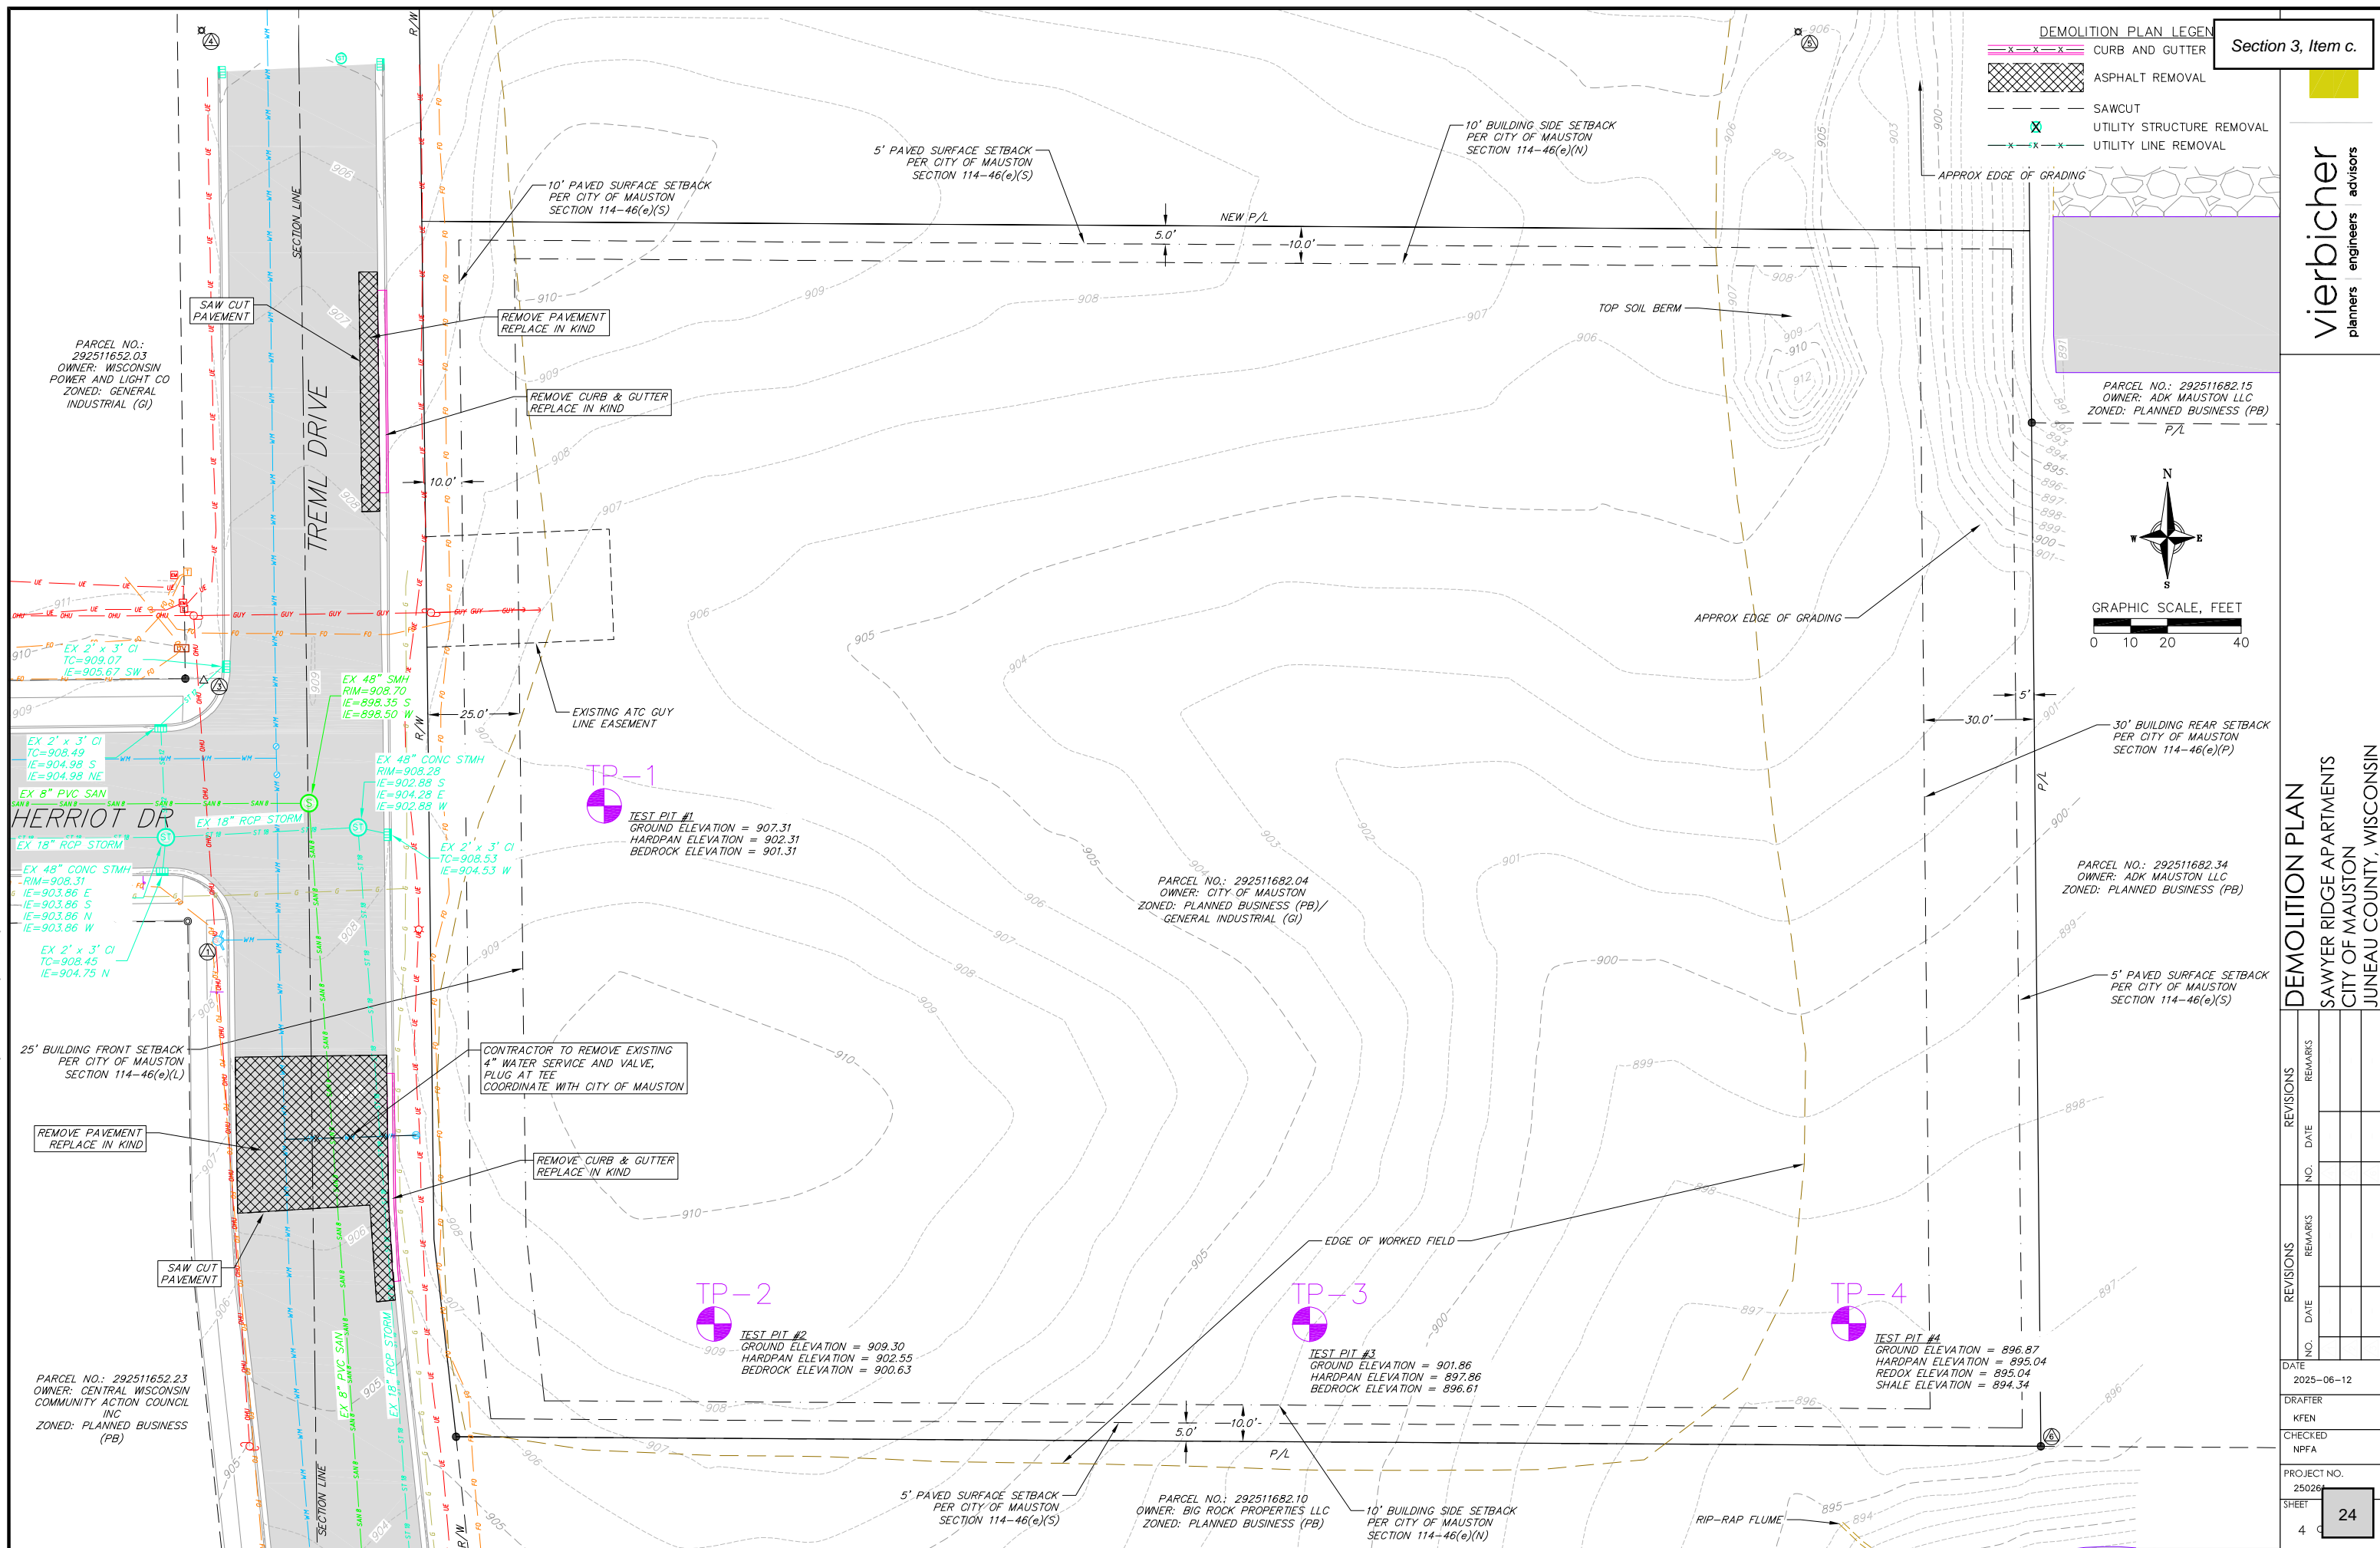 DEMOLITION PLAN LEGEN
CURB AND GUTTER
ASPHALT REMOVAL
SAWCUT
UTILITY STRUCTURE REMOVAL
UTILITY LINE REMOVAL
Section 3, Item c.
vierbicher
planners engineers advisors
10' PAVED SURFACE SETBACK
PER CITY OF MAUSTON
SECTION 114-46(e)(S)
5' PAVED SURFACE SETBACK
PER CITY OF MAUSTON
SECTION 114-46(e)(S)
10' BUILDING SIDE SETBACK
PER CITY OF MAUSTON
SECTION 114-46(e)(N)
APPROX EDGE OF GRADING
NEW P/L
5.0'
10.0'
SECTION LINE
R/W
SAW CUT
PAVEMENT
REMOVE PAVEMENT
REPLACE IN KIND
TOP SOIL BERM
PARCEL NO.:
292511652.03
OWNER: WISCONSIN
POWER AND LIGHT CO
ZONED: GENERAL
INDUSTRIAL (GI)
REMOVE CURB & GUTTER
REPLACE IN KIND
TREML DRIVE
10.0'
PARCEL NO.: 292511682.15
OWNER: ADK MAUSTON LLC
ZONED: PLANNED BUSINESS (PB)
P/L
N
W E
S
GRAPHIC SCALE, FEET
0 10 20 40
APPROX EDGE OF GRADING
EX 2' x 3' CI
TC=909.07
IE=905.67 SW
EX 48" SMH
RIM=908.70
IE=898.35 S
IE=898.50 W
25.0'
R/W
EXISTING ATC GUY
LINE EASEMENT
5'
30.0'
30' BUILDING REAR SETBACK
PER CITY OF MAUSTON
SECTION 114-46(e)(P)
P/L
EX 2' x 3' CI
TC=908.49
IE=904.98 S
IE=904.98 NE
EX 48" CONC STMH
RIM=908.28
IE=902.88 S
IE=904.28 E
IE=902.88 W
EX 8" PVC SAN
HERRIOT DR
EX 18" RCP STORM
EX 18" RCP STORM
TP-1
TEST PIT #1
GROUND ELEVATION = 907.31
HARDPAN ELEVATION = 902.31
BEDROCK ELEVATION = 901.31
EX 2' x 3' CI
TC=908.53
IE=904.53 W
EX 48" CONC STMH
RIM=908.31
IE=903.86 E
IE=903.86 S
IE=903.86 N
IE=903.86 W
EX 2' x 3' CI
TC=908.45
IE=904.75 N
PARCEL NO.: 292511682.04
OWNER: CITY OF MAUSTON
ZONED: PLANNED BUSINESS (PB)/
GENERAL INDUSTRIAL (GI)
PARCEL NO.: 292511682.34
OWNER: ADK MAUSTON LLC
ZONED: PLANNED BUSINESS (PB)
5' PAVED SURFACE SETBACK
PER CITY OF MAUSTON
SECTION 114-46(e)(S)
25' BUILDING FRONT SETBACK
PER CITY OF MAUSTON
SECTION 114-46(e)(L)
CONTRACTOR TO REMOVE EXISTING
4" WATER SERVICE AND VALVE,
PLUG AT TEE
COORDINATE WITH CITY OF MAUSTON
REMOVE PAVEMENT
REPLACE IN KIND
REMOVE CURB & GUTTER
REPLACE IN KIND
SAW CUT
PAVEMENT
EDGE OF WORKED FIELD
TP-2
TEST PIT #2
GROUND ELEVATION = 909.30
HARDPAN ELEVATION = 902.55
BEDROCK ELEVATION = 900.63
TP-3
TEST PIT #3
GROUND ELEVATION = 901.86
HARDPAN ELEVATION = 897.86
BEDROCK ELEVATION = 896.61
TP-4
TEST PIT #4
GROUND ELEVATION = 896.87
HARDPAN ELEVATION = 895.04
REDOX ELEVATION = 895.04
SHALE ELEVATION = 894.34
PARCEL NO.: 292511652.23
OWNER: CENTRAL WISCONSIN
COMMUNITY ACTION COUNCIL
INC
ZONED: PLANNED BUSINESS
(PB)
EX 8" PVC SAN
EX 18" RCP STORM
SECTION LINE
R/W
10.0'
5.0'
P/L
5' PAVED SURFACE SETBACK
PER CITY OF MAUSTON
SECTION 114-46(e)(S)
PARCEL NO.: 292511682.10
OWNER: BIG ROCK PROPERTIES LLC
ZONED: PLANNED BUSINESS (PB)
10' BUILDING SIDE SETBACK
PER CITY OF MAUSTON
SECTION 114-46(e)(N)
RIP-RAP FLUME
DEMOLITION PLAN
SAWYER RIDGE APARTMENTS
CITY OF MAUSTON
JUNEAU COUNTY, WISCONSIN
REVISIONS
NO. DATE REMARKS
REVISIONS
NO. DATE REMARKS
DATE
2025-06-12
DRAFTER
KFEN
CHECKED
NPFA
PROJECT NO.
25026
SHEET
4
24